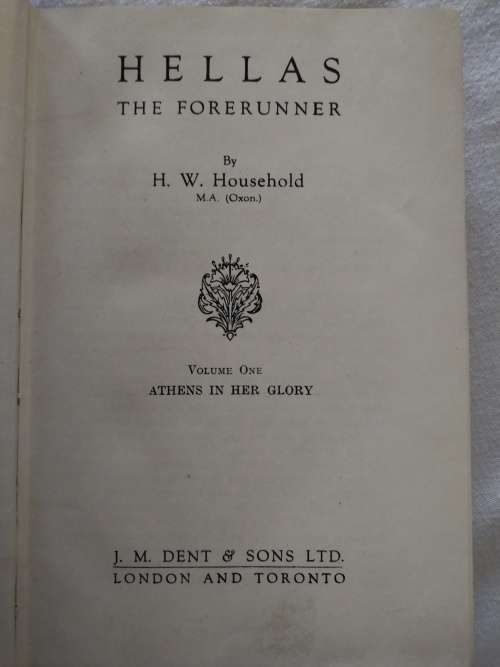 HELLAS
THE FORERUNNER
By
H. W. Household
M.A. (Oxon.)
VOLUME ONE
ATHENS IN HER GLORY
J. M. DENT & SONS LTD.
LONDON AND TORONTO